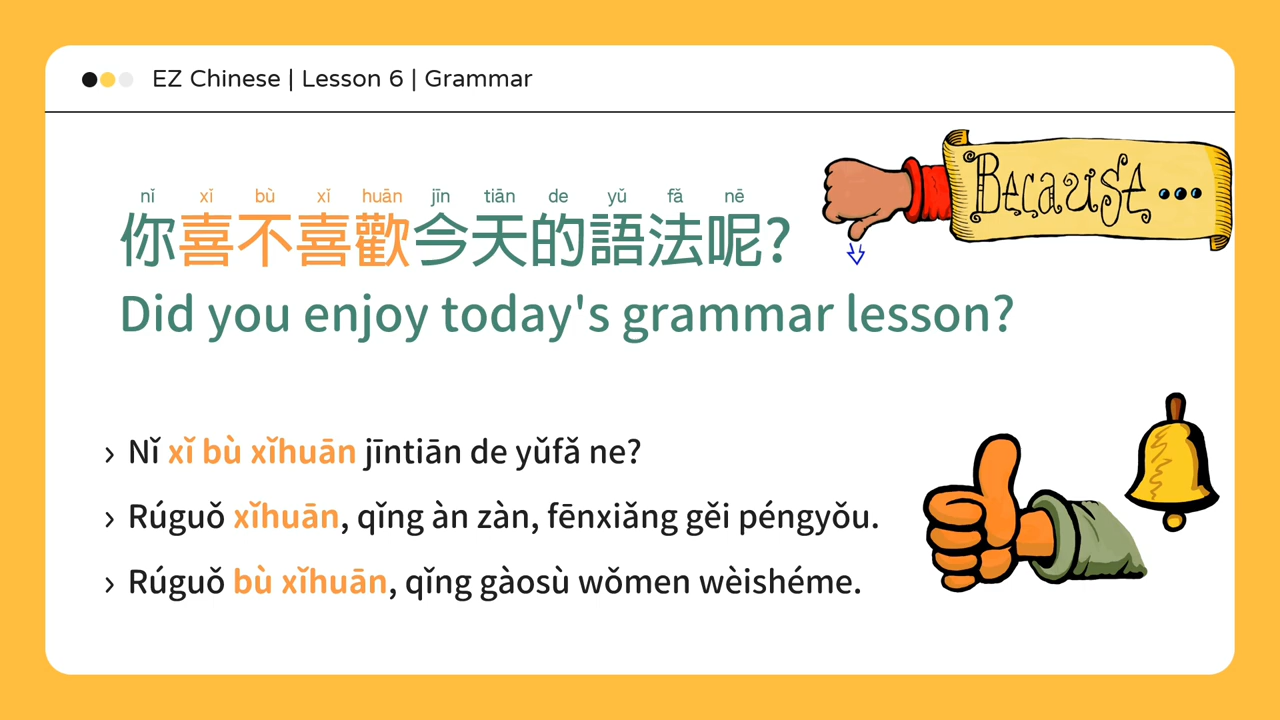 EZ Chinese | Lesson 6 | Grammar
Because...
nǐ xǐ bù xǐ huān jīn tiān de yǔ fǎ nē
你喜不喜歡今天的語法呢?
Did you enjoy today's grammar lesson?
› Nǐ xǐ bù xǐhuān jīntiān de yǔfǎ ne?
› Rúguǒ xǐhuān, qǐng àn zàn, fēnxiǎng gěi péngyǒu.
› Rúguǒ bù xǐhuān, qǐng gàosù wǒmen wèishéme.